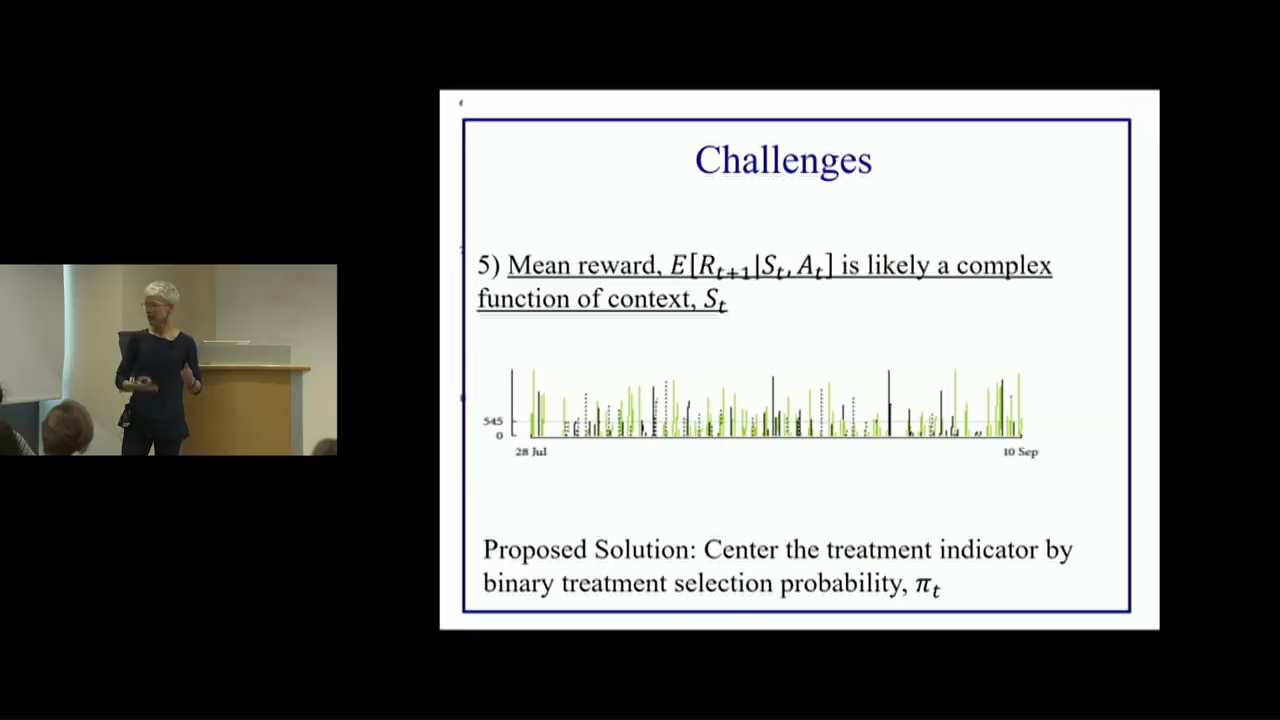 Challenges
5) Mean reward, E[R_{t+1}|S_t, A_t] is likely a complex
function of context, S_t
545
0
28 Jul
10 Sep
Proposed Solution: Center the treatment indicator by
binary treatment selection probability, π_t